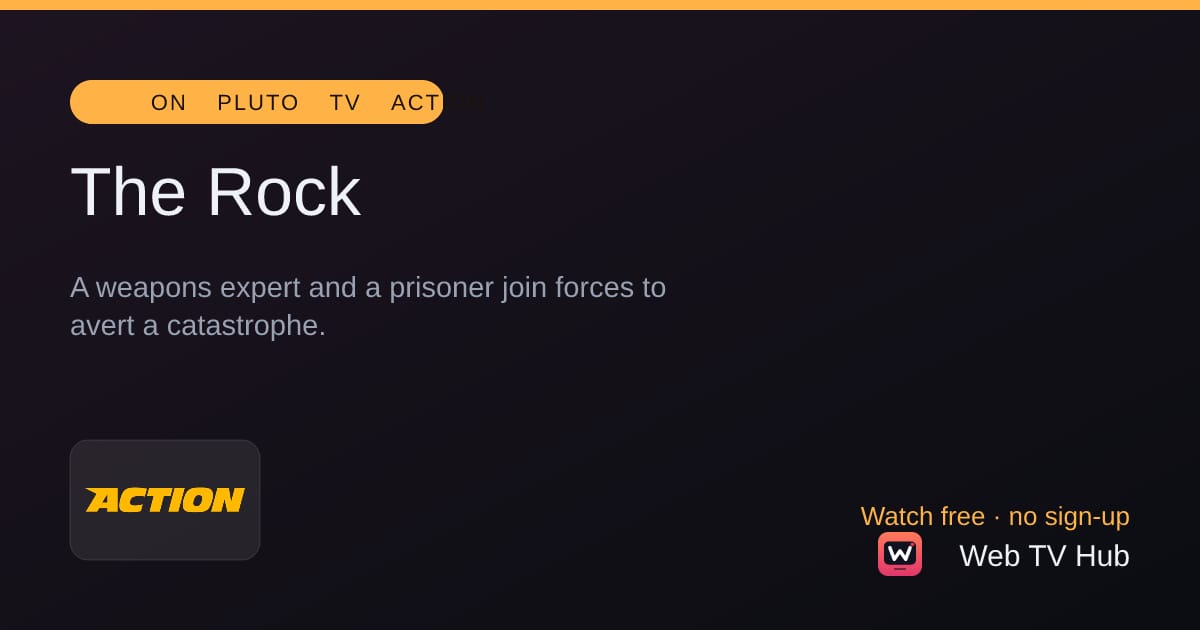 ON PLUTO TV ACTION
The Rock
A weapons expert and a prisoner join forces to
avert a catastrophe.
ACTION
Watch free · no sign-up
W
Web TV Hub